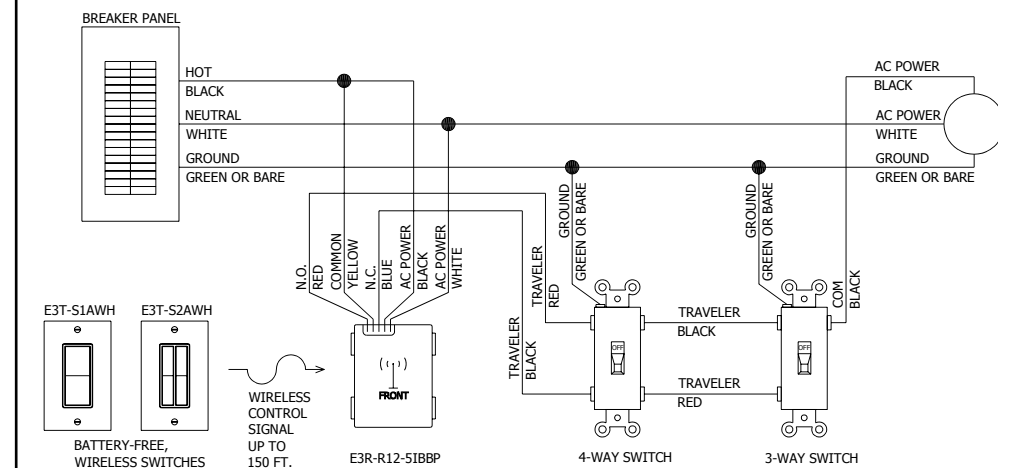 BREAKER PANEL
HOT
BLACK
NEUTRAL
WHITE
GROUND
GREEN OR BARE
AC POWER
BLACK
AC POWER
WHITE
GROUND
GREEN OR BARE
N.O.
RED
COMMON
YELLOW
N.C.
BLUE
AC POWER
BLACK
AC POWER
WHITE
TRAVELER
RED
TRAVELER
BLACK
GROUND
GREEN OR BARE
GROUND
GREEN OR BARE
COM
BLACK
E3T-S1AWH
E3T-S2AWH
TRAVELER
BLACK
TRAVELER
RED
OFF
OFF
FRONT
WIRELESS
CONTROL
SIGNAL
UP TO
150 FT.
BATTERY-FREE,
WIRELESS SWITCHES
E3R-R12-5IBBP
4-WAY SWITCH
3-WAY SWITCH